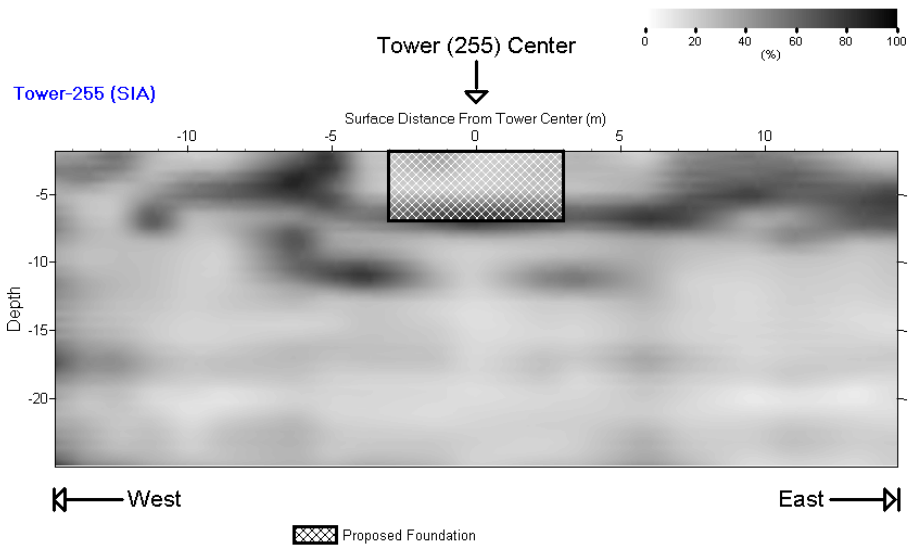 0 20 40 60 80 100
(%)
Tower (255) Center
Tower-255 (SIA)
Surface Distance From Tower Center (m)
-10 -5 0 5 10
-5
-10
-15
-20
Depth
West
East
Proposed Foundation